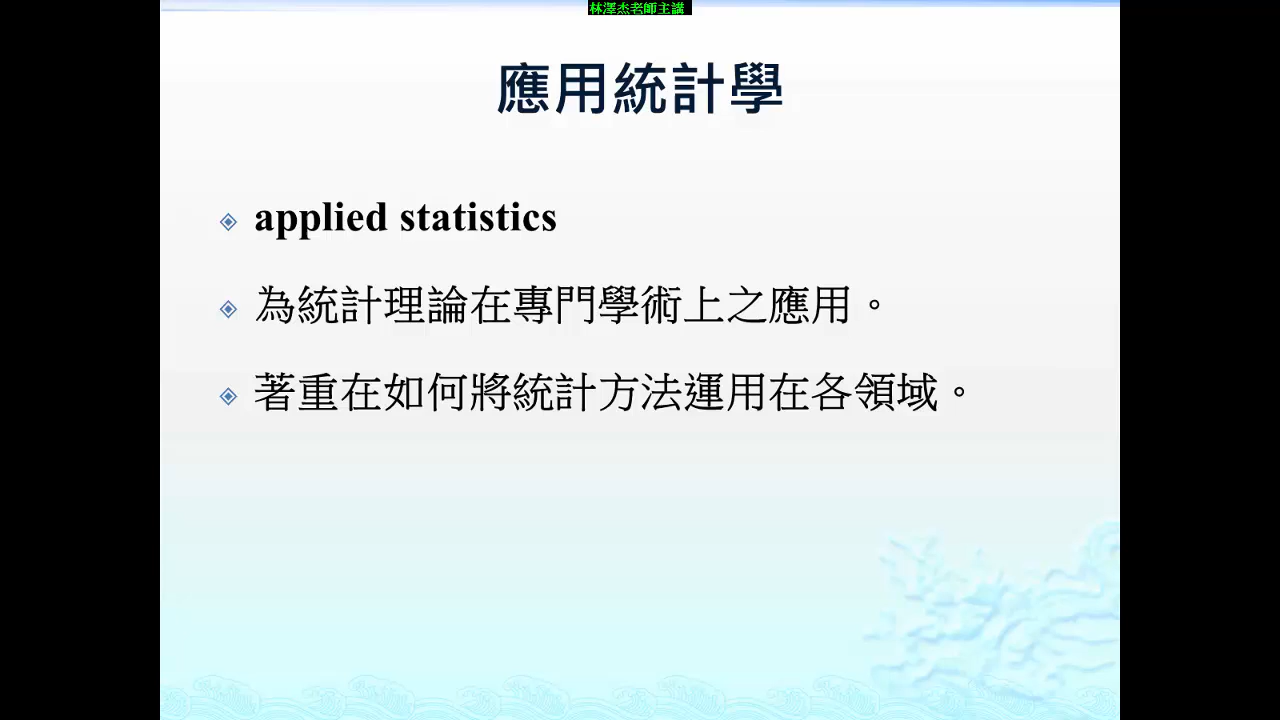 林澤杰老師主講
應用統計學
applied statistics
為統計理論在專門學術上之應用。
著重在如何將統計方法運用在各領域。